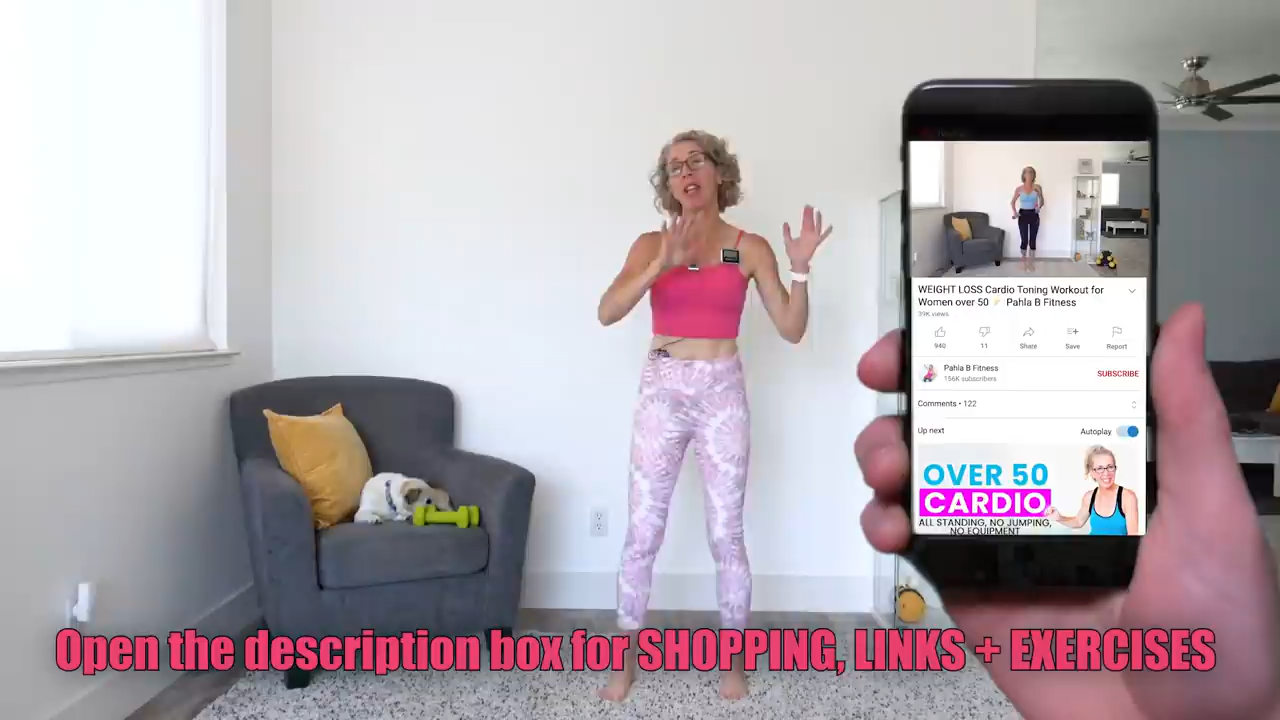 WEIGHT LOSS Cardio Toning Workout for
Women over 50 👉 Pahla B Fitness
39K views
940
11
Share
Save
Report
Pahla B Fitness
156K subscribers
SUBSCRIBE
Comments • 122
Up next
Autoplay
OVER 50
CARDIO
ALL STANDING, NO JUMPING,
NO EQUIPMENT
Open the description box for SHOPPING, LINKS + EXERCISES